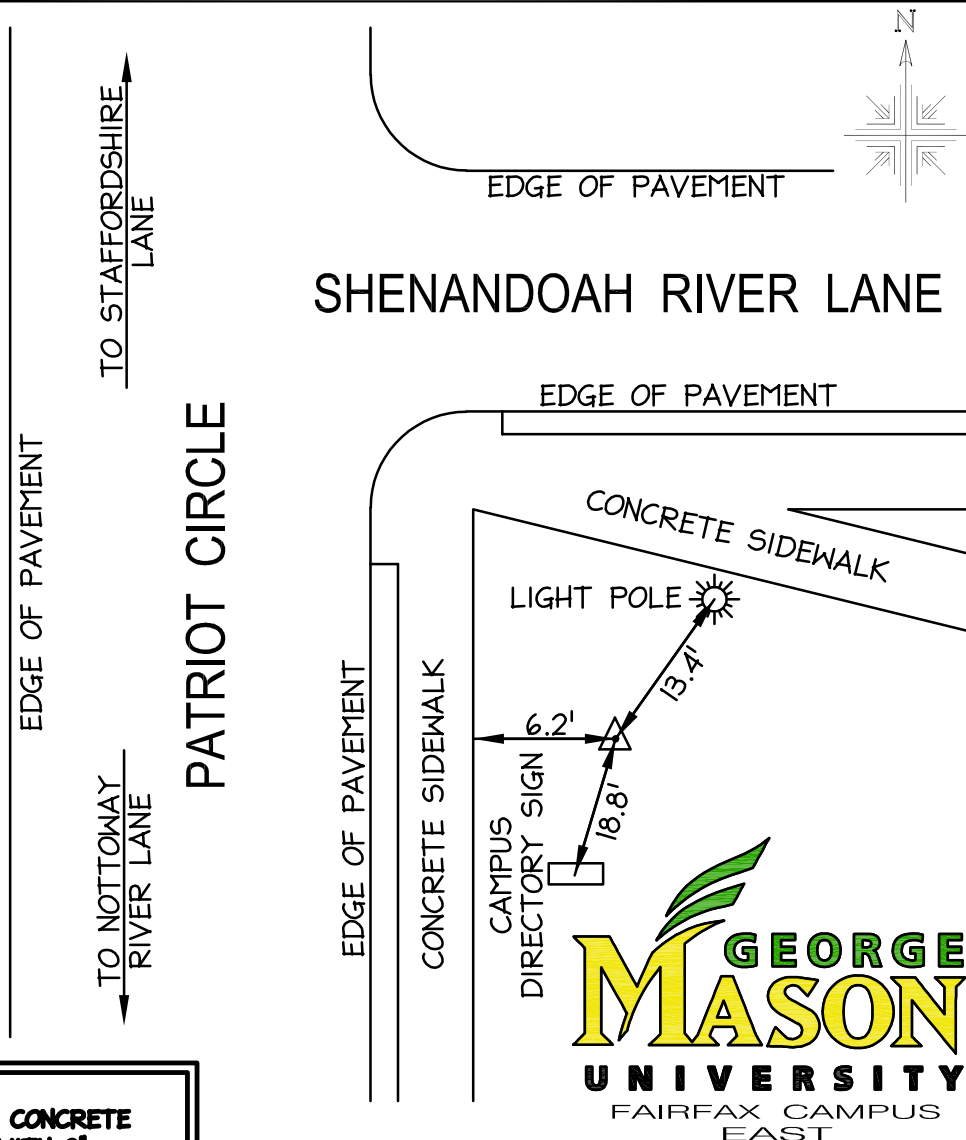 N
EDGE OF PAVEMENT
TO STAFFORDSHIRE
LANE
SHENANDOAH RIVER LANE
EDGE OF PAVEMENT
EDGE OF PAVEMENT
PATRIOT CIRCLE
CONCRETE SIDEWALK
LIGHT POLE
13.4'
6.2'
18.8'
EDGE OF PAVEMENT
CONCRETE SIDEWALK
CAMPUS
DIRECTORY SIGN
TO NOTTOWAY
RIVER LANE
GEORGE
MASON
UNIVERSITY
FAIRFAX CAMPUS
EAST
CONCRETE